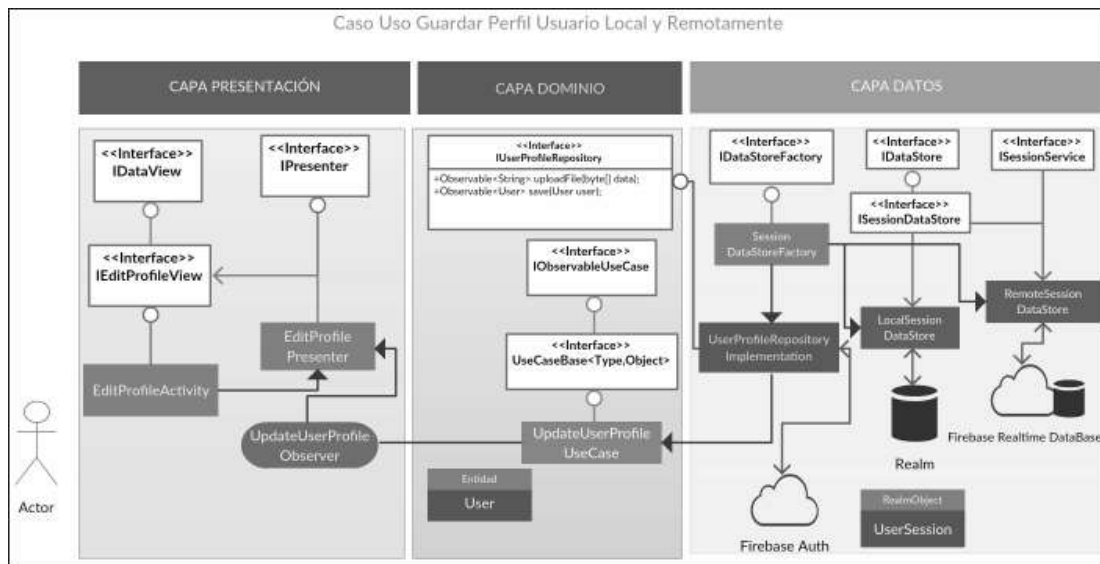 Caso Uso Guardar Perfil Usuario Local y Remotamente
CAPA PRESENTACIÓN
CAPA DOMINIO
CAPA DATOS
<<Interface>>
IDataView
<<Interface>>
IPresenter
<<Interface>>
IEditProfileView
EditProfile
Presenter
EditProfileActivity
UpdateUserProfile
Observer
Actor
<<Interface>>
IUserProfileRepository
+Observable<String> uploadFile(byte[] data);
+Observable<User> save(User user);
<<Interface>>
IObservableUseCase
<<Interface>>
UseCaseBase<Type,Object>
UpdateUserProfile
UseCase
Entidad
User
<<Interface>>
IDataStoreFactory
<<Interface>>
IDataStore
<<Interface>>
ISessionService
<<Interface>>
ISessionDataStore
Session
DataStoreFactory
RemoteSession
DataStore
LocalSession
DataStore
UserProfileRepository
Implementation
Firebase Realtime DataBase
Realm
Firebase Auth
RealmObject
UserSession